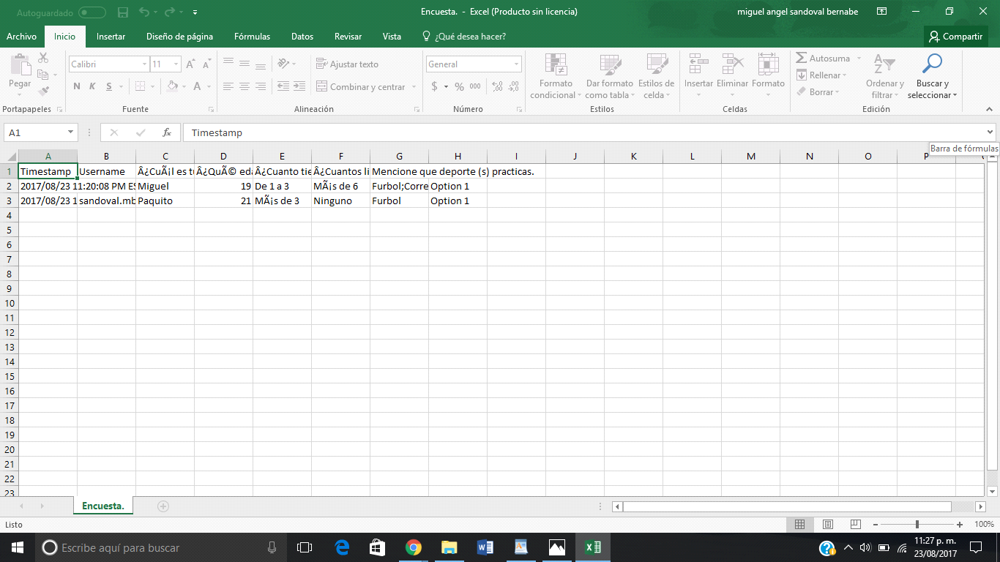 Autoguardado
Encuesta. - Excel (Producto sin licencia)
miguel angel sandoval bernabe
Archivo Inicio Insertar Diseño de página Fórmulas Datos Revisar Vista ¿Qué desea hacer? Compartir
Calibri 11 A A Ajustar texto General Autosuma
Pegar Rellenar
N K S A Combinar y centrar $ % 000 Formato condicional Dar formato como tabla Estilos de celda Insertar Eliminar Formato Borrar Ordenar y filtrar Buscar y seleccionar
Portapapeles Fuente Alineación Número Estilos Celdas Edición
A1 fx Timestamp
Barra de fórmulas
A B C D E F G H I J K L M N O P
1 Timestamp Username Â¿CuÃ¡l es tu Â¿QuÃ© eda Â¿Cuanto tie Â¿Cuantos li Mencione que deporte (s) practicas.
2 2017/08/23 11:20:08 PM ES Miguel 19 De 1 a 3 MÃ¡s de 6 Furbol;Corre Option 1
3 2017/08/23 1 sandoval.mb Paquito 21 MÃ¡s de 3 Ninguno Furbol Option 1
4
5
6
7
8
9
10
11
12
13
14
15
16
17
18
19
20
21
22
23
Encuesta.
Listo 100%
Escribe aquí para buscar
11:27 p. m.
23/08/2017